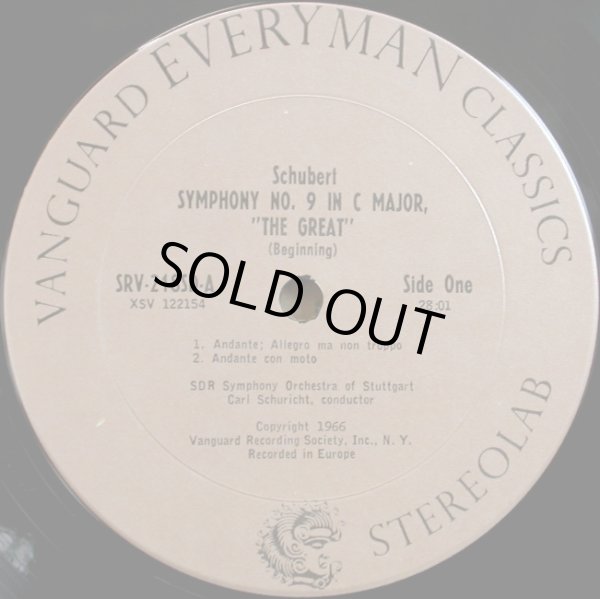 VANGUARD EVERYMAN CLASSICS
Schubert
SYMPHONY NO. 9 IN C MAJOR,
"THE GREAT"
(Beginning)
Side One
XSV 122154
28:01
SOLD OUT
1. Andante; Allegro ma non troppo
2. Andante con moto
SDR Symphony Orchestra of Stuttgart
Carl Schuricht, conductor
Copyright 1966
Vanguard Recording Society, Inc., N. Y.
Recorded in Europe
STEREOLAB